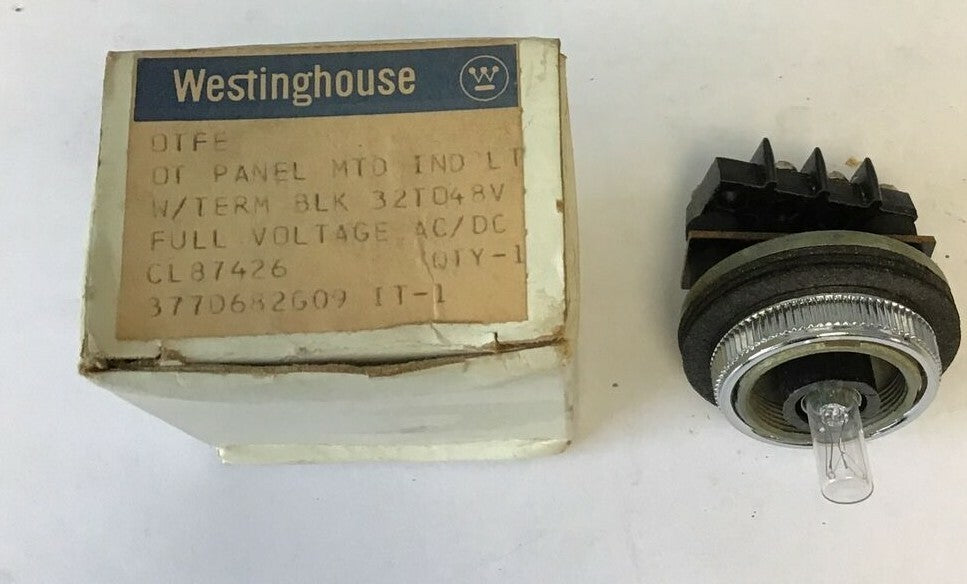 Westinghouse W
OTFE
OT PANEL MTD IND LT
W/TERM BLK 32TO48V
FULL VOLTAGE AC/DC
CL87426 QTY-1
377D682G09 IT-1